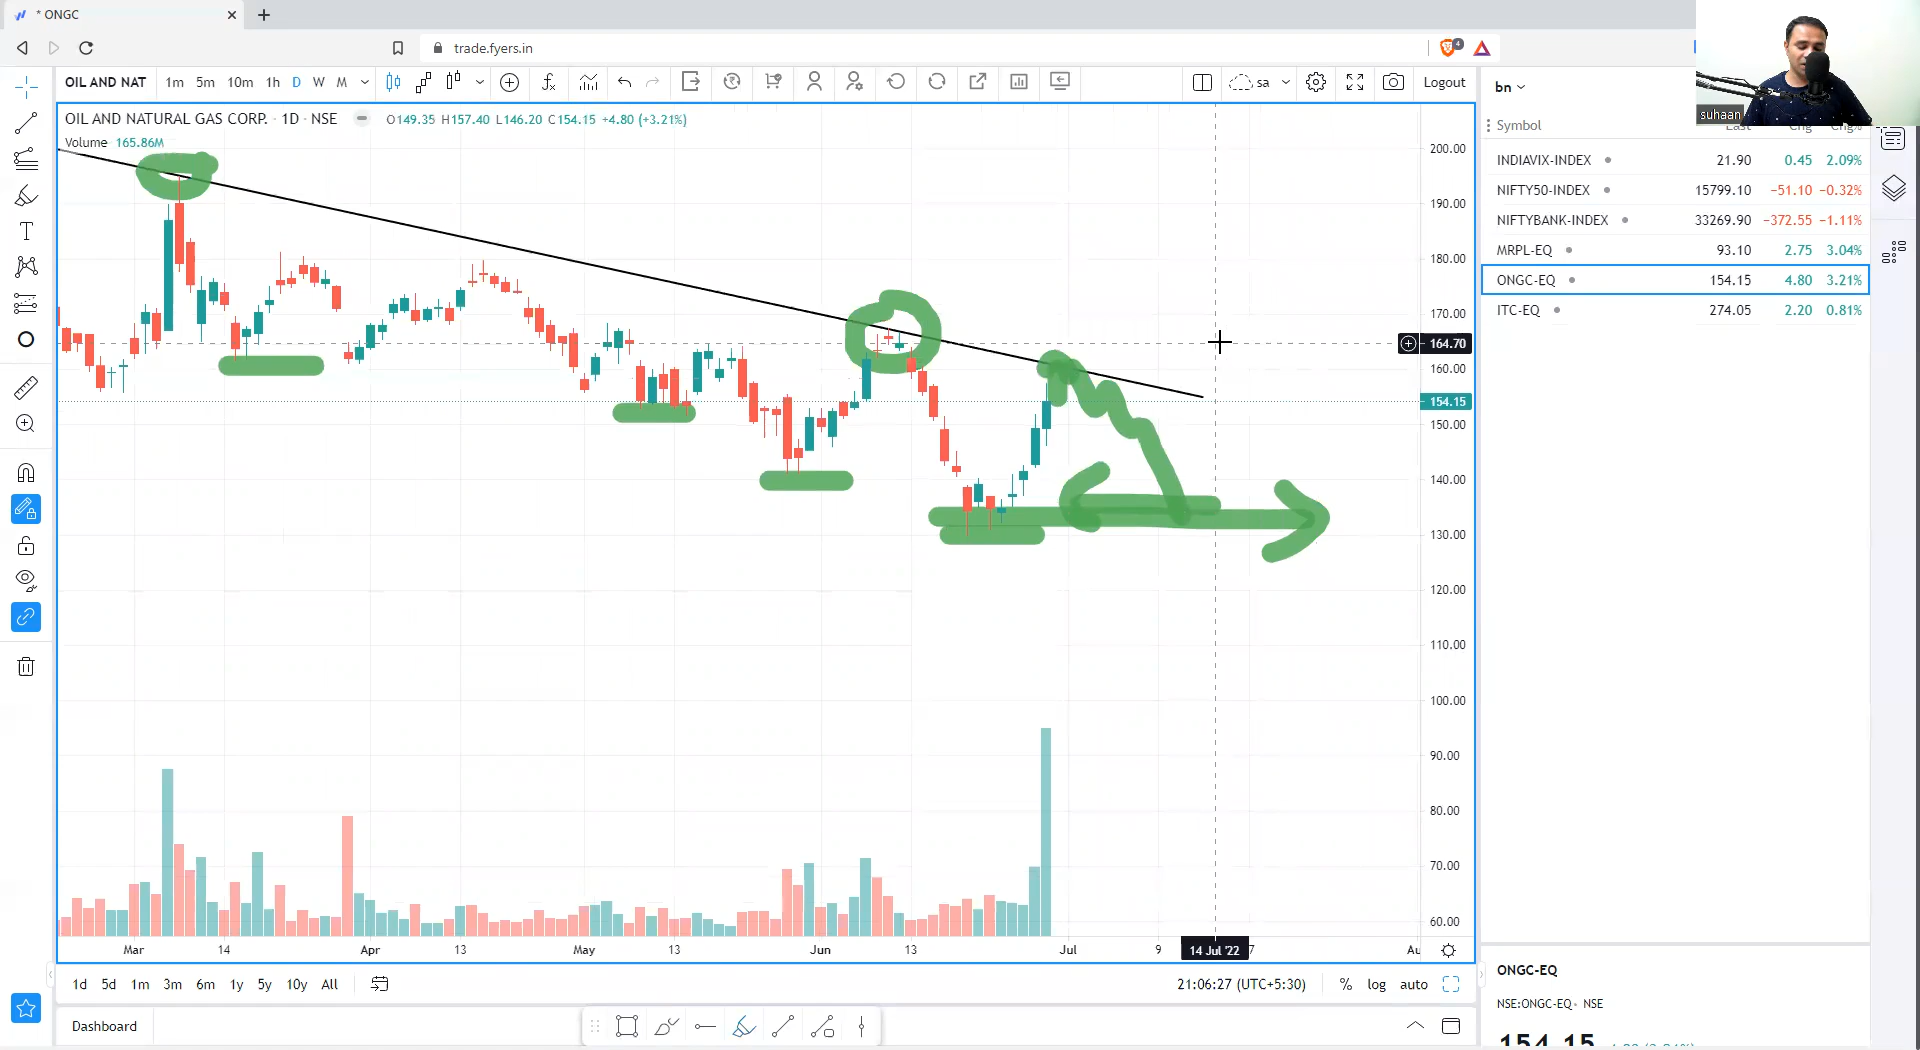 * ONGC
trade.fyers.in
4
OIL AND NAT 1m 5m 10m 1h D W M sa Logout
bn
suhaan
OIL AND NATURAL GAS CORP. · 1D · NSE O149.35 H157.40 L146.20 C154.15 +4.80 (+3.21%)
Volume 165.86M
Symbol Last Chg Chg%
INDIAVIX-INDEX 21.90 0.45 2.09%
NIFTY50-INDEX 15799.10 −51.10 −0.32%
NIFTYBANK-INDEX 33269.90 −372.55 −1.11%
MRPL-EQ 93.10 2.75 3.04%
ONGC-EQ 154.15 4.80 3.21%
ITC-EQ 274.05 2.20 0.81%
200.00
190.00
180.00
170.00
164.70
160.00
154.15
150.00
140.00
130.00
120.00
110.00
100.00
90.00
80.00
70.00
60.00
Mar 14 Apr 13 May 13 Jun 13 Jul 9 14 Jul '22 7 Au
1d 5d 1m 3m 6m 1y 5y 10y All 21:06:27 (UTC+5:30) % log auto
Dashboard
ONGC-EQ
NSE:ONGC-EQ · NSE
154.15